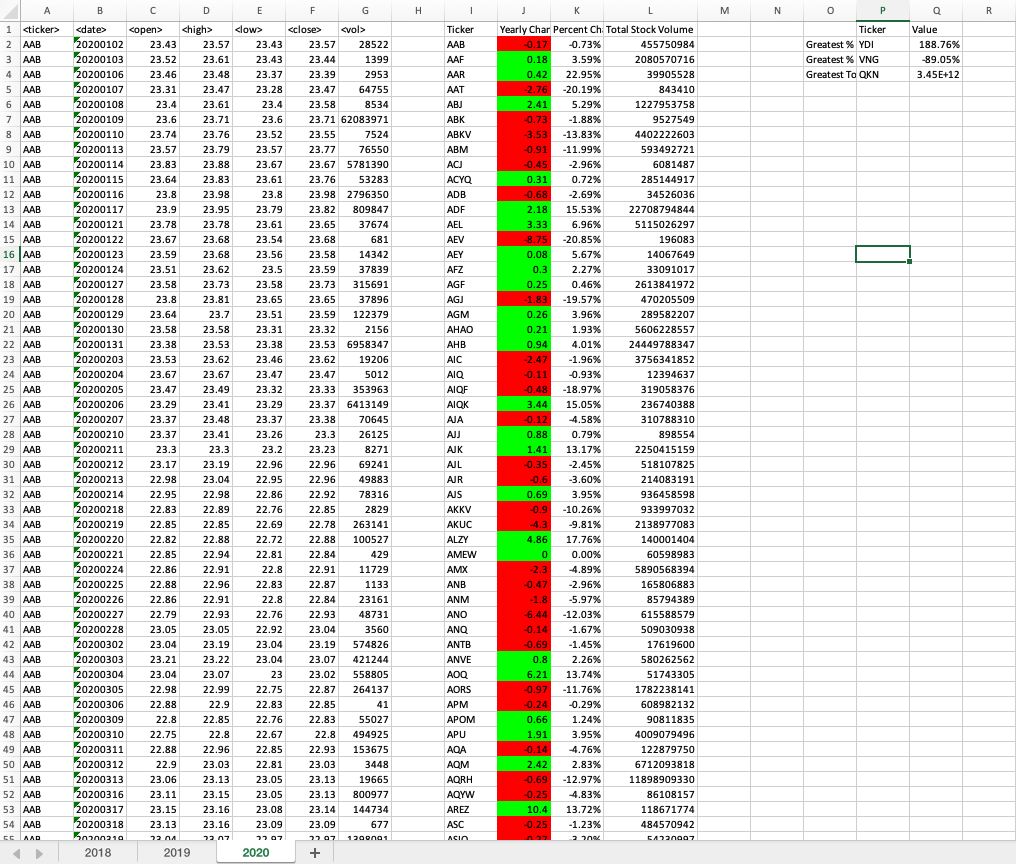 A B C D E F G H I J K L M N O P Q R
1 <ticker> <date> <open> <high> <low> <close> <vol> Ticker Yearly Char Percent Ch Total Stock Volume Ticker Value
2 AAB 20200102 23.43 23.57 23.43 23.57 28522 AAB -0.17 -0.73% 455750984 Greatest % YDI 188.76%
3 AAB 20200103 23.52 23.61 23.43 23.44 1399 AAF 0.18 3.59% 2080570716 Greatest % VNG -89.05%
4 AAB 20200106 23.46 23.48 23.37 23.39 2953 AAR 0.42 22.95% 39905528 Greatest To QKN 3.45E+12
5 AAB 20200107 23.31 23.47 23.28 23.47 64755 AAT -2.76 -20.19% 843410
6 AAB 20200108 23.4 23.61 23.4 23.58 8534 ABJ 2.41 5.29% 1227953758
7 AAB 20200109 23.6 23.71 23.6 23.71 62083971 ABK -0.73 -1.88% 9527549
8 AAB 20200110 23.74 23.76 23.52 23.55 7524 ABKV -3.53 -13.83% 4402222603
9 AAB 20200113 23.57 23.79 23.57 23.77 76550 ABM -0.91 -11.99% 593492721
10 AAB 20200114 23.83 23.88 23.67 23.67 5781390 ACJ -0.45 -2.96% 6081487
11 AAB 20200115 23.64 23.83 23.61 23.76 53283 ACYQ 0.31 0.72% 285144917
12 AAB 20200116 23.8 23.98 23.8 23.98 2796350 ADB -0.68 -2.69% 34526036
13 AAB 20200117 23.9 23.95 23.79 23.82 809847 ADF 2.18 15.53% 22708794844
14 AAB 20200121 23.78 23.78 23.61 23.65 37674 AEL 3.33 6.96% 5115026297
15 AAB 20200122 23.67 23.68 23.54 23.68 681 AEV -8.75 -20.85% 196083
16 AAB 20200123 23.59 23.68 23.56 23.58 14342 AEY 0.08 5.67% 14067649
17 AAB 20200124 23.51 23.62 23.5 23.59 37839 AFZ 0.3 2.27% 33091017
18 AAB 20200127 23.58 23.73 23.58 23.73 315691 AGF 0.25 0.46% 2613841972
19 AAB 20200128 23.8 23.81 23.65 23.65 37896 AGJ -1.83 -19.57% 470205509
20 AAB 20200129 23.64 23.7 23.51 23.59 122379 AGM 0.26 3.96% 289582207
21 AAB 20200130 23.58 23.58 23.31 23.32 2156 AHAO 0.21 1.93% 5606228557
22 AAB 20200131 23.38 23.53 23.38 23.53 6958347 AHB 0.94 4.01% 24449788347
23 AAB 20200203 23.53 23.62 23.46 23.62 19206 AIC -2.47 -1.96% 3756341852
24 AAB 20200204 23.67 23.67 23.47 23.47 5012 AIQ -0.11 -0.93% 12394637
25 AAB 20200205 23.47 23.49 23.32 23.33 353963 AIQF -0.48 -18.97% 319058376
26 AAB 20200206 23.29 23.41 23.29 23.37 6413149 AIQK 3.44 15.05% 236740388
27 AAB 20200207 23.37 23.48 23.37 23.38 70645 AJA -0.12 -4.58% 310788310
28 AAB 20200210 23.37 23.41 23.26 23.3 26125 AJJ 0.88 0.79% 898554
29 AAB 20200211 23.3 23.3 23.2 23.23 8271 AJK 1.41 13.17% 2250415159
30 AAB 20200212 23.17 23.19 22.96 22.96 69241 AJL -0.35 -2.45% 518107825
31 AAB 20200213 22.98 23.04 22.95 22.96 49883 AJR -0.6 -3.60% 214083191
32 AAB 20200214 22.95 22.98 22.86 22.92 78316 AJS 0.69 3.95% 936458598
33 AAB 20200218 22.83 22.89 22.76 22.85 2829 AKKV -0.9 -10.26% 933997032
34 AAB 20200219 22.85 22.85 22.69 22.78 263141 AKUC -4.3 -9.81% 2138977083
35 AAB 20200220 22.82 22.88 22.72 22.88 100527 ALZY 4.86 17.76% 140001404
36 AAB 20200221 22.85 22.94 22.81 22.84 429 AMEW 0 0.00% 60598983
37 AAB 20200224 22.86 22.91 22.8 22.91 11729 AMX -2.3 -4.89% 5890568394
38 AAB 20200225 22.88 22.96 22.83 22.87 1133 ANB -0.47 -2.96% 165806883
39 AAB 20200226 22.86 22.91 22.8 22.84 23161 ANM -1.8 -5.97% 85794389
40 AAB 20200227 22.79 22.93 22.76 22.93 48731 ANO -6.44 -12.03% 615588579
41 AAB 20200228 23.05 23.05 22.92 23.04 3560 ANQ -0.14 -1.67% 509030938
42 AAB 20200302 23.04 23.19 23.04 23.19 574826 ANTB -0.69 -1.45% 17619600
43 AAB 20200303 23.21 23.22 23.04 23.07 421244 ANVE 0.8 2.26% 580262562
44 AAB 20200304 23.04 23.07 23 23.02 558805 AOQ 6.21 13.74% 51743305
45 AAB 20200305 22.98 22.99 22.75 22.87 264137 AORS -0.97 -11.76% 1782238141
46 AAB 20200306 22.88 22.9 22.83 22.85 41 APM -0.24 -0.29% 608982132
47 AAB 20200309 22.8 22.85 22.76 22.83 55027 APOM 0.66 1.24% 90811835
48 AAB 20200310 22.75 22.8 22.67 22.8 494925 APU 1.91 3.95% 4009079496
49 AAB 20200311 22.88 22.96 22.85 22.93 153675 AQA -0.14 -4.76% 122879750
50 AAB 20200312 22.9 23.03 22.81 23.03 3448 AQM 2.42 2.83% 6712093818
51 AAB 20200313 23.06 23.13 23.05 23.13 19665 AQRH -0.69 -12.97% 11898909330
52 AAB 20200316 23.11 23.15 23.05 23.13 800977 AQYW -0.25 -4.83% 86108157
53 AAB 20200317 23.15 23.16 23.08 23.14 144734 AREZ 10.4 13.72% 118671774
54 AAB 20200318 23.13 23.16 23.09 23.09 677 ASC -0.25 -1.23% 484570942
2018 2019 2020 +